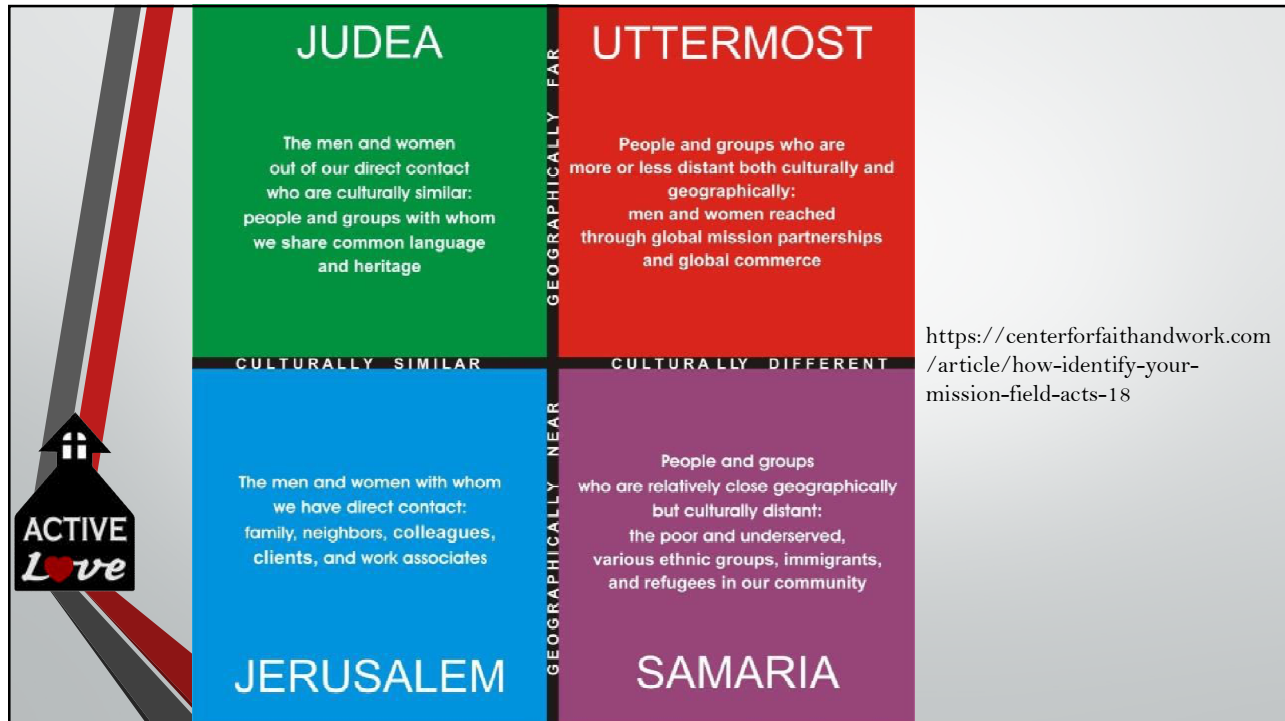 JUDEA
The men and women
out of our direct contact
who are culturally similar:
people and groups with whom
we share common language
and heritage
GEOGRAPHICALLY FAR
UTTERMOST
People and groups who are
more or less distant both culturally and
geographically:
men and women reached
through global mission partnerships
and global commerce
https://centerforfaithandwork.com
/article/how-identify-your-
mission-field-acts-18
CULTURALLY SIMILAR
CULTURALLY DIFFERENT
ACTIVE
Love
The men and women with whom
we have direct contact:
family, neighbors, colleagues,
clients, and work associates
JERUSALEM
GEOGRAPHICALLY NEAR
People and groups
who are relatively close geographically
but culturally distant:
the poor and underserved,
various ethnic groups, immigrants,
and refugees in our community
SAMARIA